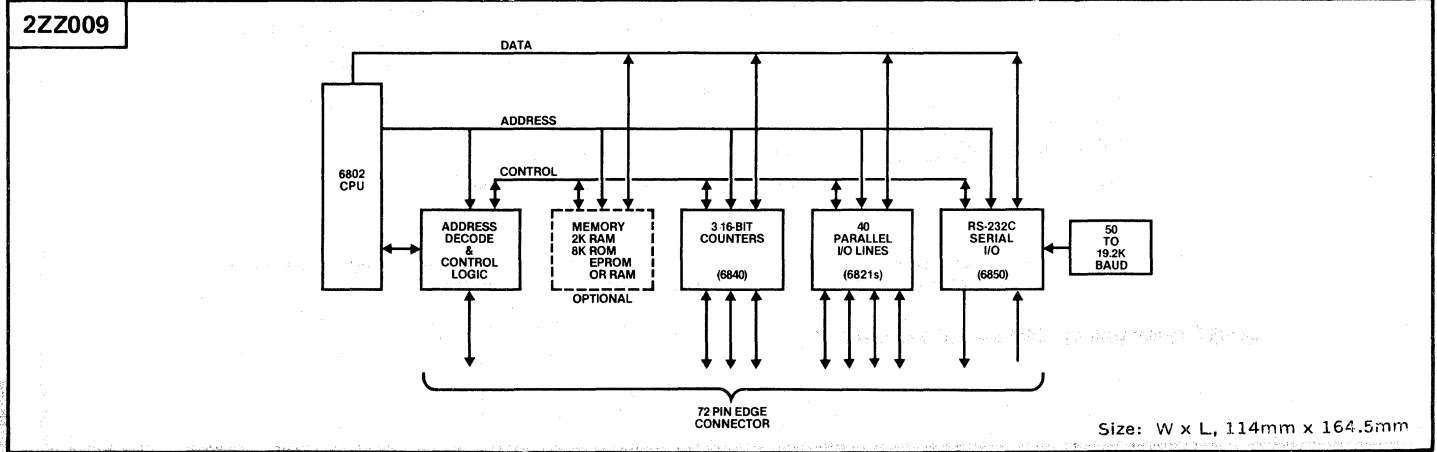 2ZZ009
DATA
ADDRESS
CONTROL
6802
CPU
ADDRESS
DECODE
&
CONTROL
LOGIC
MEMORY
2K RAM
8K ROM
EPROM
OR RAM
OPTIONAL
3 16-BIT
COUNTERS
(6840)
40
PARALLEL
I/O LINES
(6821s)
RS-232C
SERIAL
I/O
(6850)
50
TO
19.2K
BAUD
72 PIN EDGE
CONNECTOR
Size: W x L, 114mm x 164.5mm